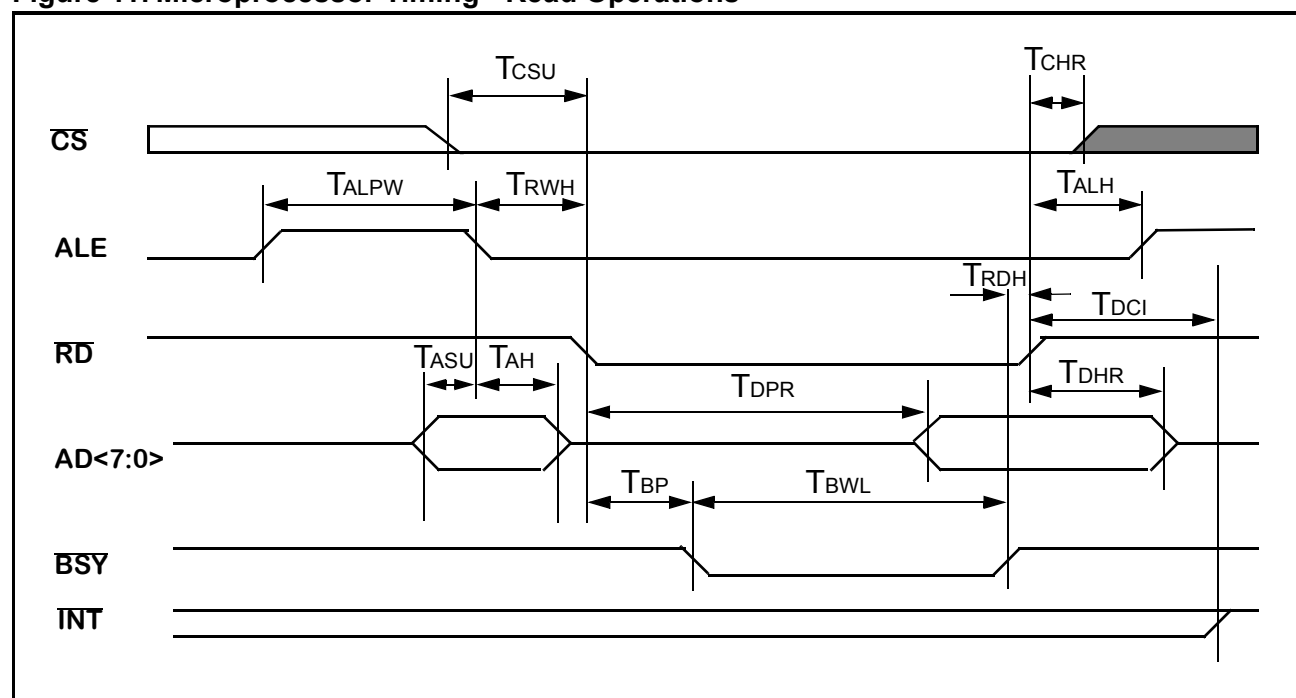 Figure 11. Microprocessor Timing - Read Operations
TCSU
TCHR
CS
TALPW
TRWH
TALH
ALE
TRDH
TDCI
RD
TASU
TAH
TDPR
TDHR
AD<7:0>
TBP
TBWL
BSY
INT